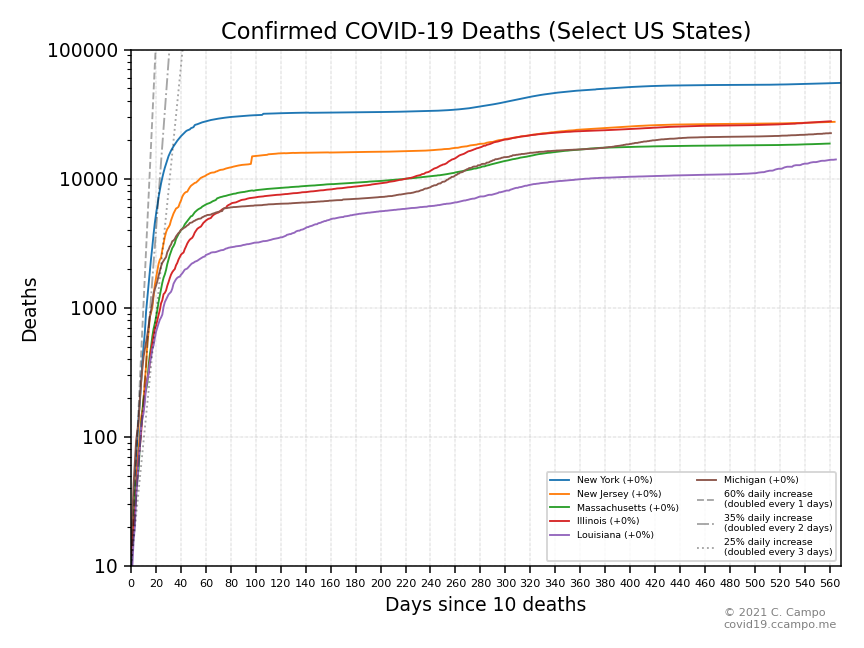 Confirmed COVID-19 Deaths (Select US States)
100000
10000
1000
100
10
Deaths
0 20 40 60 80 100 120 140 160 180 200 220 240 260 280 300 320 340 360 380 400 420 440 460 480 500 520 540 560
Days since 10 deaths
New York (+0%)
New Jersey (+0%)
Massachusetts (+0%)
Illinois (+0%)
Louisiana (+0%)
Michigan (+0%)
60% daily increase
(doubled every 1 days)
35% daily increase
(doubled every 2 days)
25% daily increase
(doubled every 3 days)
© 2021 C. Campo
covid19.ccampo.me